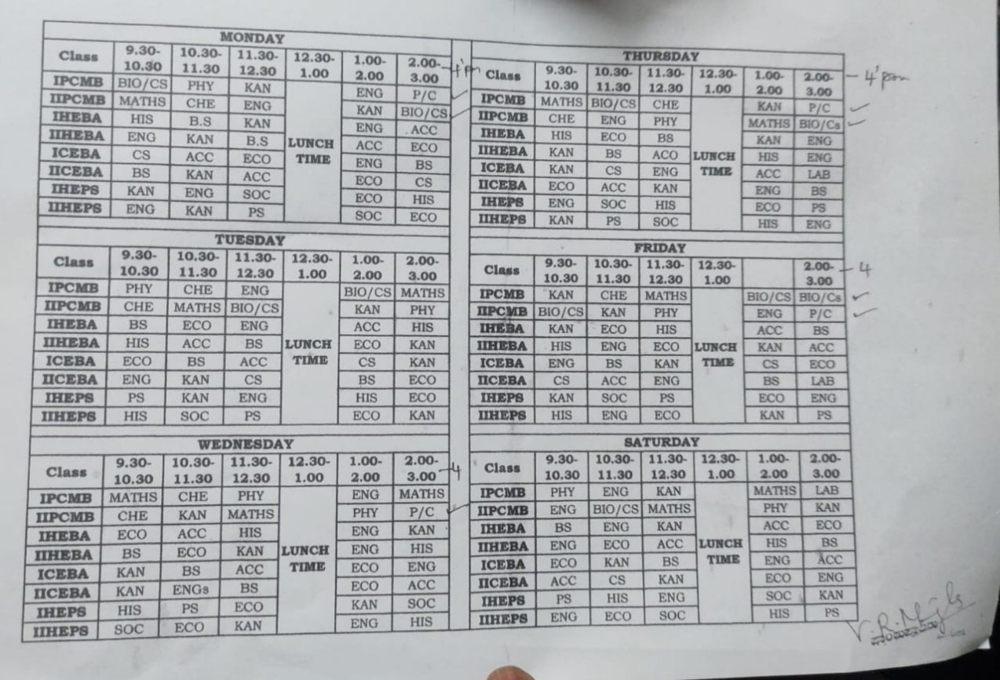 MONDAY
Class 9.30-10.30 10.30-11.30 11.30-12.30 12.30-1.00 1.00-2.00 2.00-3.00 4'pm
IPCMB BIO/CS PHY KAN ENG P/C
IIPCMB MATHS CHE ENG KAN BIO/CS
IHEBA HIS B.S KAN ENG ACC
IIHEBA ENG KAN B.S LUNCH ACC ECO
ICEBA CS ACC ECO TIME ENG BS
IICEBA BS KAN ACC ECO CS
IHEPS KAN ENG SOC ECO HIS
IIHEPS ENG KAN PS SOC ECO
TUESDAY
Class 9.30-10.30 10.30-11.30 11.30-12.30 12.30-1.00 1.00-2.00 2.00-3.00
IPCMB PHY CHE ENG BIO/CS MATHS
IIPCMB CHE MATHS BIO/CS KAN PHY
IHEBA BS ECO ENG ACC HIS
IIHEBA HIS ACC BS LUNCH ECO KAN
ICEBA ECO BS ACC TIME CS KAN
IICEBA ENG KAN CS BS ECO
IHEPS PS KAN ENG HIS ECO
IIHEPS HIS SOC PS ECO KAN
WEDNESDAY
Class 9.30-10.30 10.30-11.30 11.30-12.30 12.30-1.00 1.00-2.00 2.00-3.00 4
IPCMB MATHS CHE PHY ENG MATHS
IIPCMB CHE KAN MATHS PHY P/C
IHEBA ECO ACC HIS ENG KAN
IIHEBA BS ECO KAN LUNCH ENG HIS
ICEBA KAN BS ACC TIME ECO ENG
IICEBA KAN ENGs BS ECO ACC
IHEPS HIS PS ECO KAN SOC
IIHEPS SOC ECO KAN ENG HIS
THURSDAY
Class 9.30-10.30 10.30-11.30 11.30-12.30 12.30-1.00 1.00-2.00 2.00-3.00 4'pm
IPCMB MATHS BIO/CS CHE KAN P/C
IIPCMB CHE ENG PHY MATHS BIO/Cs
IHEBA HIS ECO BS KAN ENG
IIHEBA KAN BS ACO LUNCH HIS ENG
ICEBA KAN CS ENG TIME ACC LAB
IICEBA ECO ACC KAN ENG BS
IHEPS ENG SOC HIS ECO PS
IIHEPS KAN PS SOC HIS ENG
FRIDAY
Class 9.30-10.30 10.30-11.30 11.30-12.30 12.30-1.00 2.00-3.00 4
IPCMB KAN CHE MATHS BIO/CS BIO/Cs
IIPCMB BIO/CS KAN PHY ENG P/C
IHEBA KAN ECO HIS ACC BS
IIHEBA HIS ENG ECO LUNCH KAN ACC
ICEBA ENG BS KAN TIME CS ECO
IICEBA CS ACC ENG BS LAB
IHEPS KAN SOC PS ECO ENG
IIHEPS HIS ENG ECO KAN PS
SATURDAY
Class 9.30-10.30 10.30-11.30 11.30-12.30 12.30-1.00 1.00-2.00 2.00-3.00
IPCMB PHY ENG KAN MATHS LAB
IIPCMB ENG BIO/CS MATHS PHY KAN
IHEBA BS ENG KAN ACC ECO
IIHEBA ENG ECO ACC LUNCH HIS BS
ICEBA ECO KAN BS TIME ENG ACC
IICEBA ACC CS KAN ECO ENG
IHEPS PS HIS ENG SOC KAN
IIHEPS ENG ECO SOC HIS PS